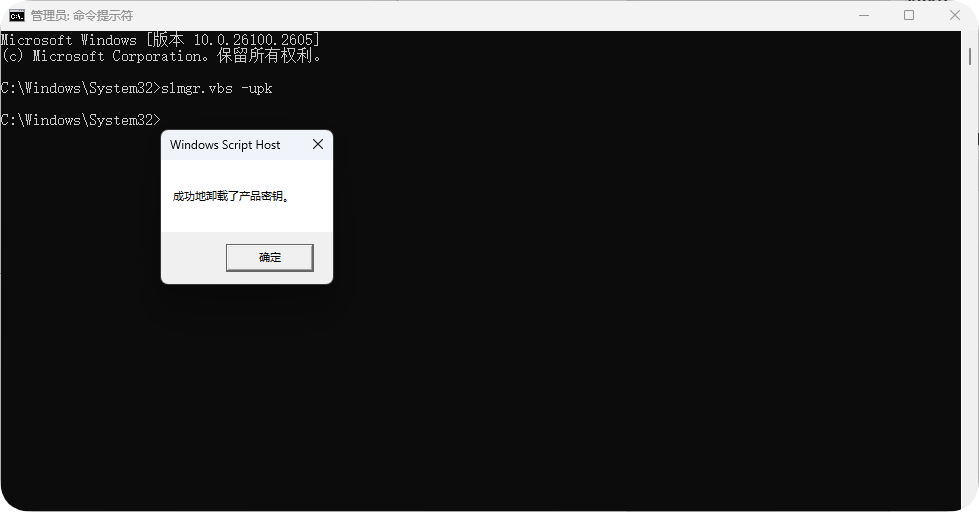 管理员: 命令提示符
Microsoft Windows [版本 10.0.26100.2605]
(c) Microsoft Corporation。保留所有权利。
C:\Windows\System32>slmgr.vbs -upk
C:\Windows\System32>
Windows Script Host
成功地卸载了产品密钥。
确定